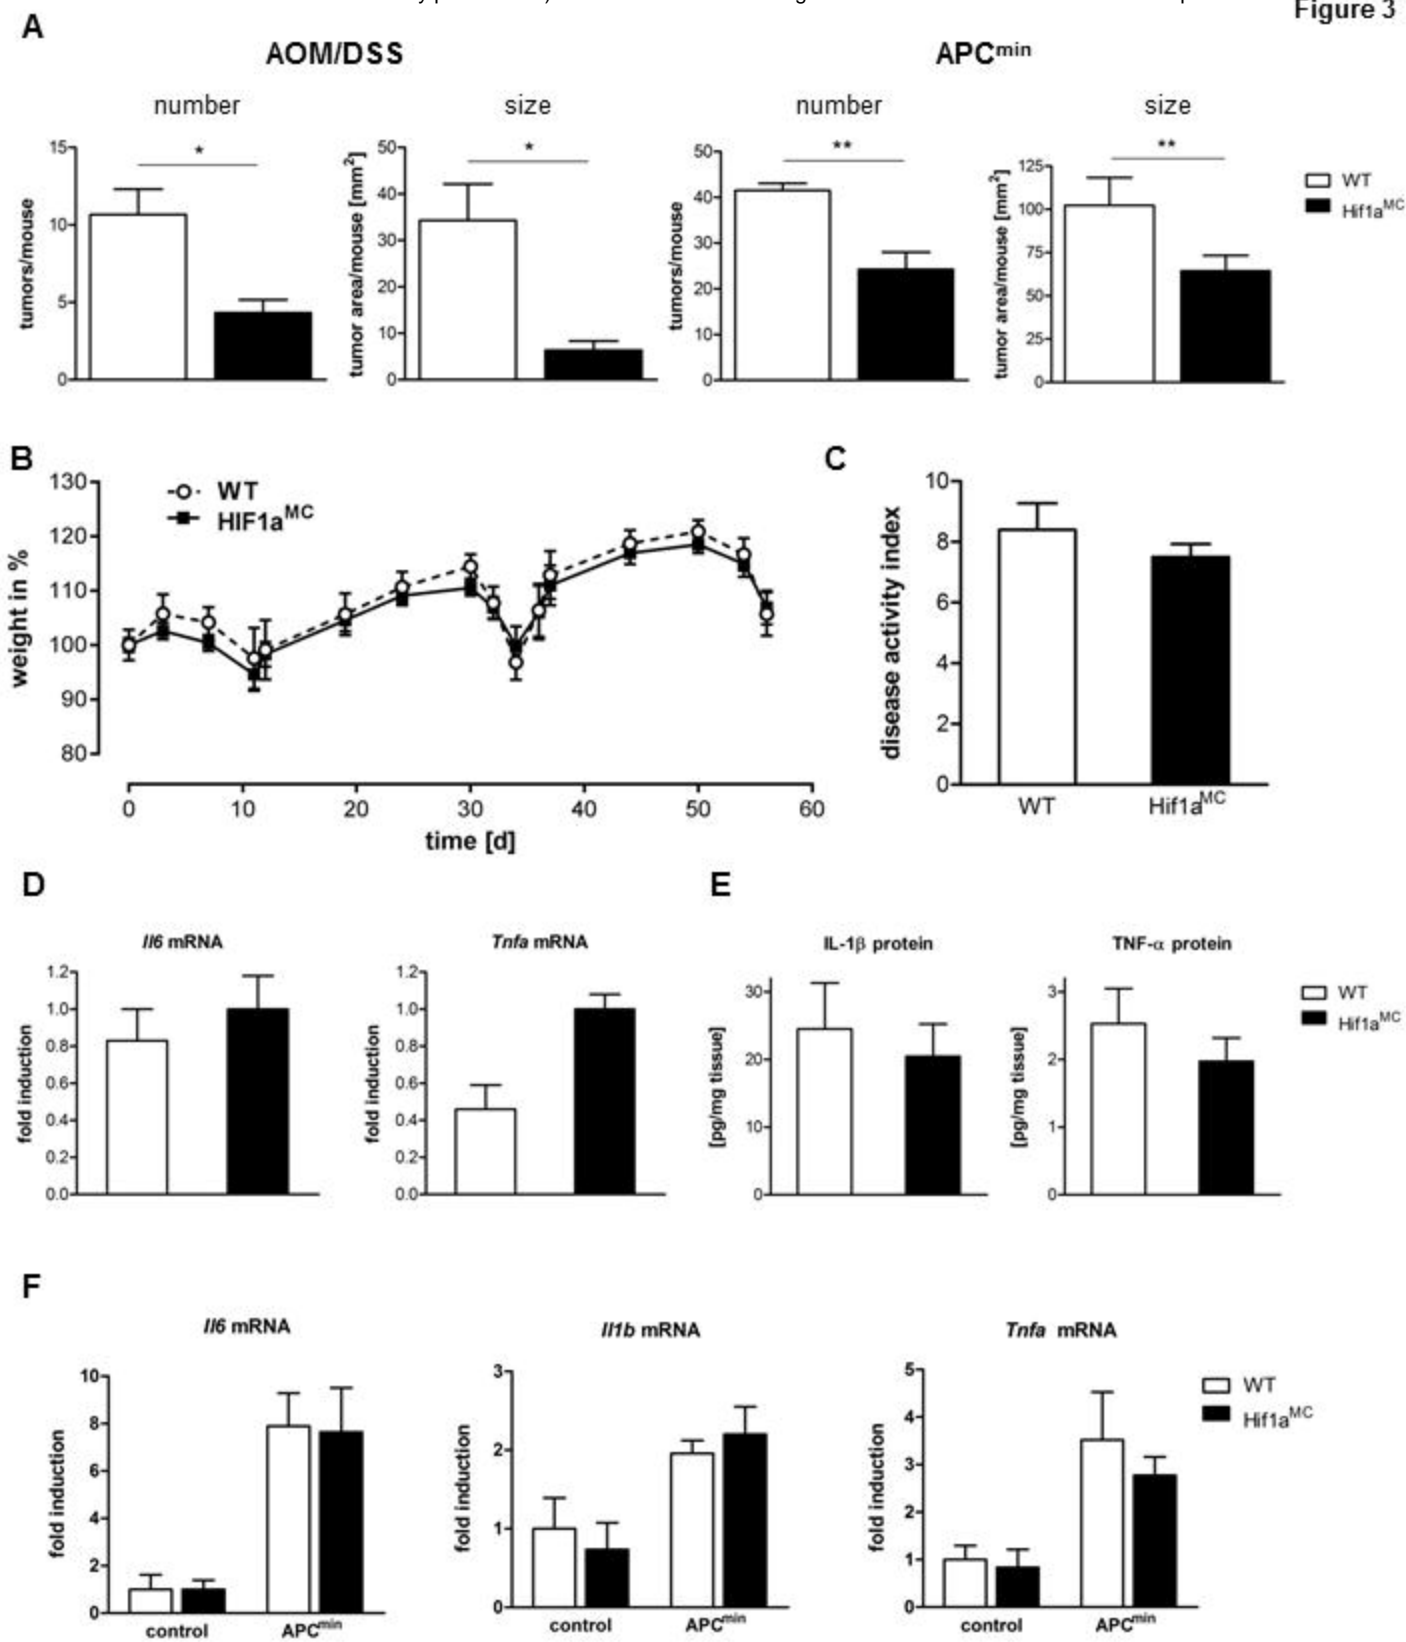 Figure 3
A
AOM/DSS
APCmin
number
size
number
size
15
10
5
0
tumors/mouse
*
50
40
30
20
10
0
tumor area/mouse [mm2]
*
50
40
30
20
10
0
tumors/mouse
**
125
100
75
50
25
0
tumor area/mouse [mm2]
**
WT
Hif1aMC
B
130
120
110
100
90
80
weight in %
WT
HIF1aMC
0 10 20 30 40 50 60
time [d]
C
10
8
6
4
2
0
disease activity index
WT Hif1aMC
D
Il6 mRNA
1.2
1.0
0.8
0.6
0.4
0.2
0.0
fold induction
Tnfa mRNA
1.2
1.0
0.8
0.6
0.4
0.2
0.0
fold induction
E
IL-1β protein
30
20
10
0
[pg/mg tissue]
TNF-α protein
3
2
1
0
[pg/mg tissue]
WT
Hif1aMC
F
Il6 mRNA
10
8
6
4
2
0
fold induction
control APCmin
Il1b mRNA
3
2
1
0
fold induction
control APCmin
Tnfa mRNA
5
4
3
2
1
0
fold induction
control APCmin
WT
Hif1aMC